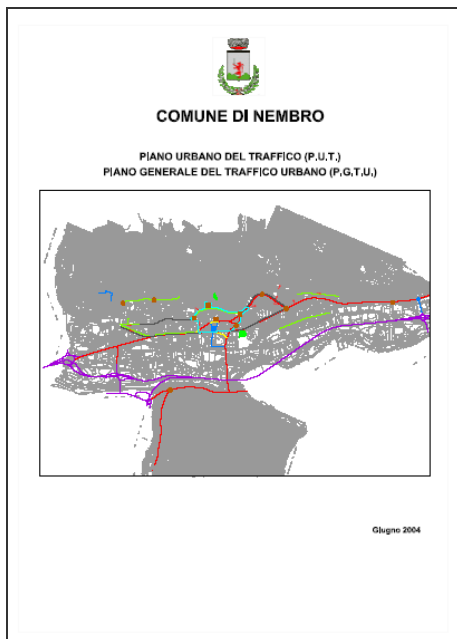 COMUNE DI NEMBRO
PIANO URBANO DEL TRAFFICO (P.U.T.)
PIANO GENERALE DEL TRAFFICO URBANO (P.G.T.U.)
Giugno 2004